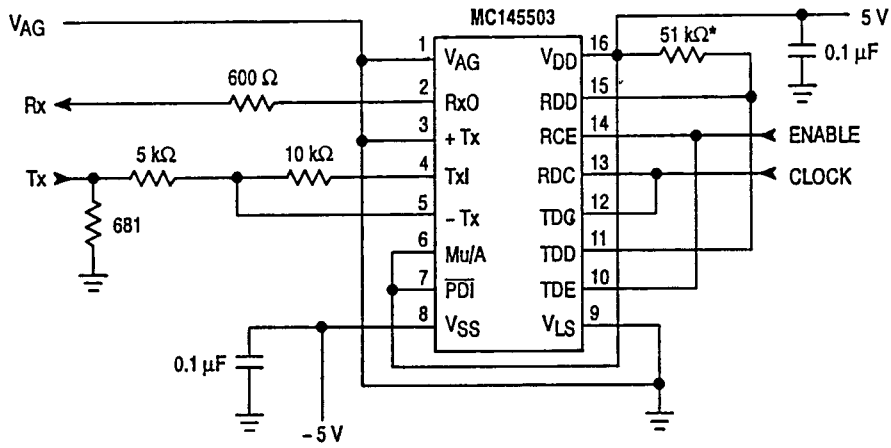 MC145503
VAG
5 V
0.1 µF
51 kΩ*
1 VAG
VDD 16
600 Ω
Rx
2 RxO
RDD 15
3 + Tx
RCE 14
ENABLE
5 kΩ
10 kΩ
Tx
4 TxI
RDC 13
CLOCK
681
5 – Tx
TDC 12
6 Mu/A
TDD 11
7 PDI
TDE 10
8 VSS
VLS 9
0.1 µF
– 5 V